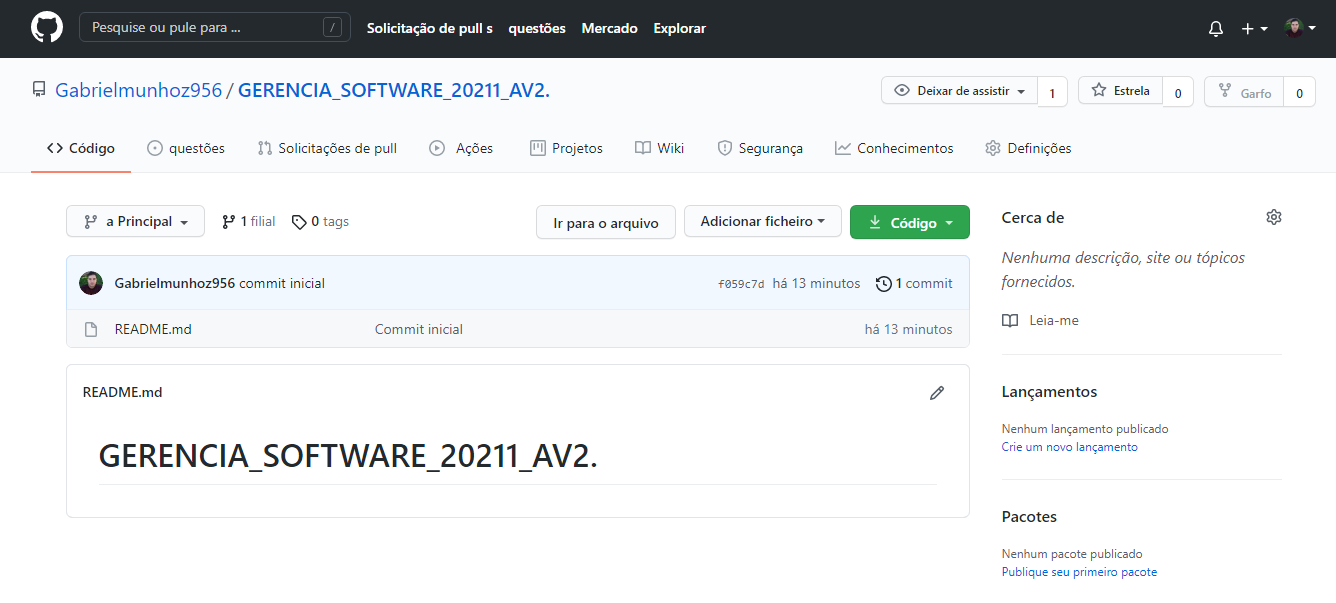 Pesquise ou pule para ... / Solicitação de pull s questões Mercado Explorar
Gabrielmunhoz956 / GERENCIA_SOFTWARE_20211_AV2. Deixar de assistir 1 Estrela 0 Garfo 0
Código questões Solicitações de pull Ações Projetos Wiki Segurança Conhecimentos Definições
a Principal 1 filial 0 tags Ir para o arquivo Adicionar ficheiro Código
Gabrielmunhoz956 commit inicial f059c7d há 13 minutos 1 commit
README.md Commit inicial há 13 minutos
README.md
GERENCIA_SOFTWARE_20211_AV2.
Cerca de
Nenhuma descrição, site ou tópicos
fornecidos.
Leia-me
Lançamentos
Nenhum lançamento publicado
Crie um novo lançamento
Pacotes
Nenhum pacote publicado
Publique seu primeiro pacote